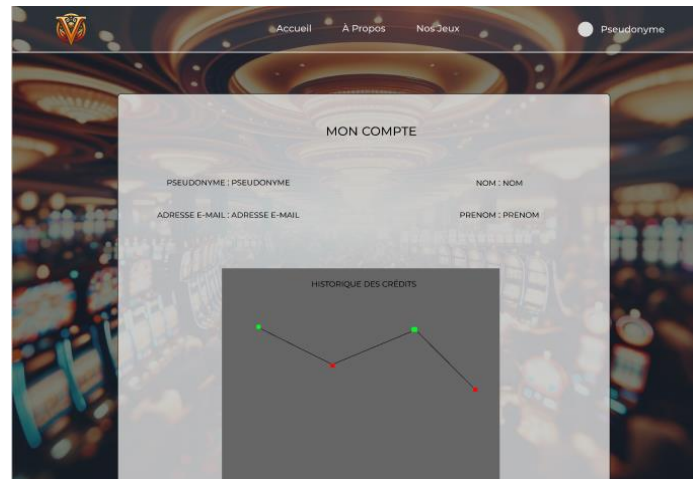 Accueil À Propos Nos Jeux Pseudonyme
MON COMPTE
PSEUDONYME : PSEUDONYME NOM : NOM
ADRESSE E-MAIL : ADRESSE E-MAIL PRENOM : PRENOM
HISTORIQUE DES CRÉDITS